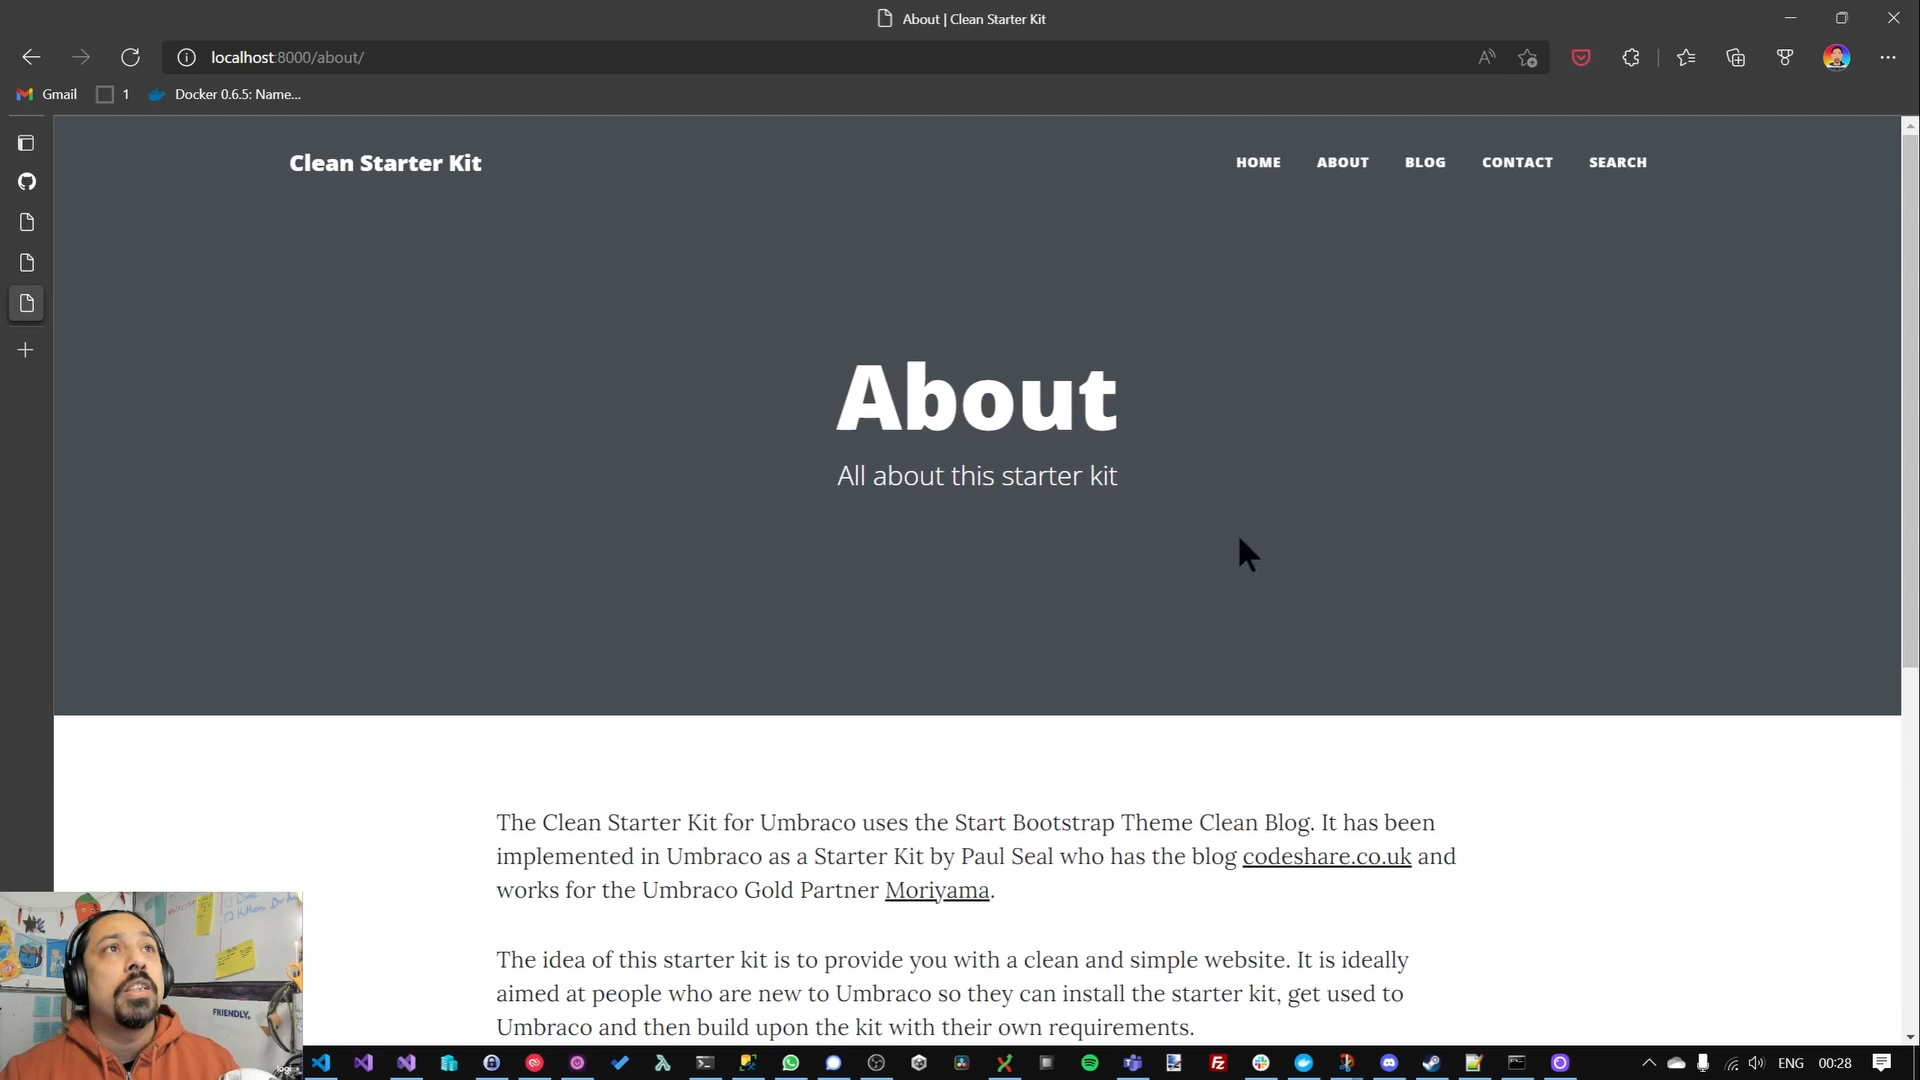 About | Clean Starter Kit
localhost:8000/about/
Gmail
1
Docker 0.6.5: Name...
Clean Starter Kit
HOME
ABOUT
BLOG
CONTACT
SEARCH
About
All about this starter kit
The Clean Starter Kit for Umbraco uses the Start Bootstrap Theme Clean Blog. It has been
implemented in Umbraco as a Starter Kit by Paul Seal who has the blog codeshare.co.uk and
works for the Umbraco Gold Partner Moriyama.
The idea of this starter kit is to provide you with a clean and simple website. It is ideally
aimed at people who are new to Umbraco so they can install the starter kit, get used to
Umbraco and then build upon the kit with their own requirements.
FRIENDLY.
logi
ENG
00:28